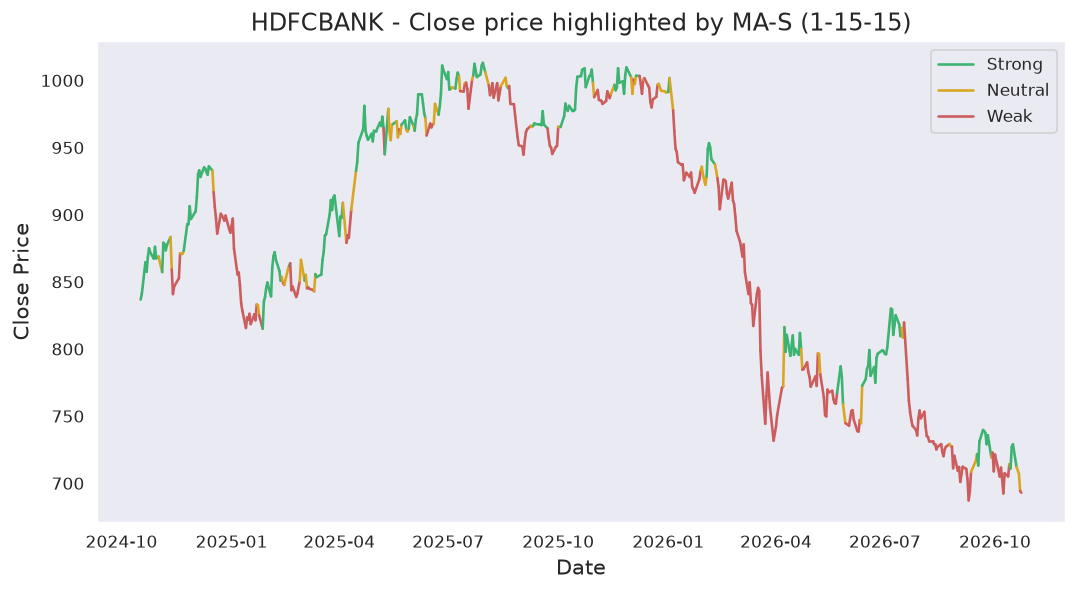 HDFCBANK - Close price highlighted by MA-S (1-15-15)
Strong
Neutral
Weak
Close Price
1000
950
900
850
800
750
700
2024-10 2025-01 2025-04 2025-07 2025-10 2026-01 2026-04 2026-07 2026-10
Date